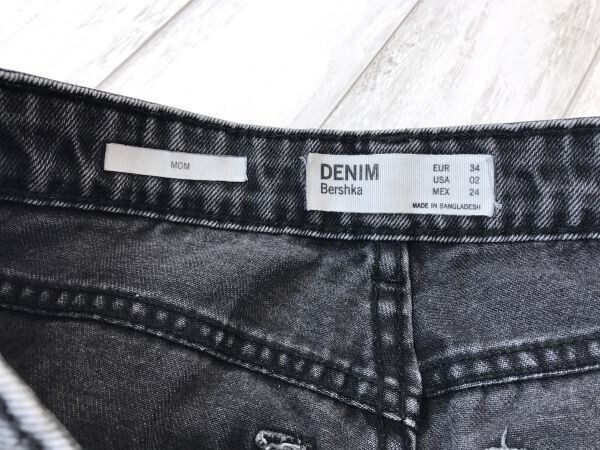 MOM
DENIM
Bershka
EUR 34
USA 02
MEX 24
MADE IN BANGLADESH